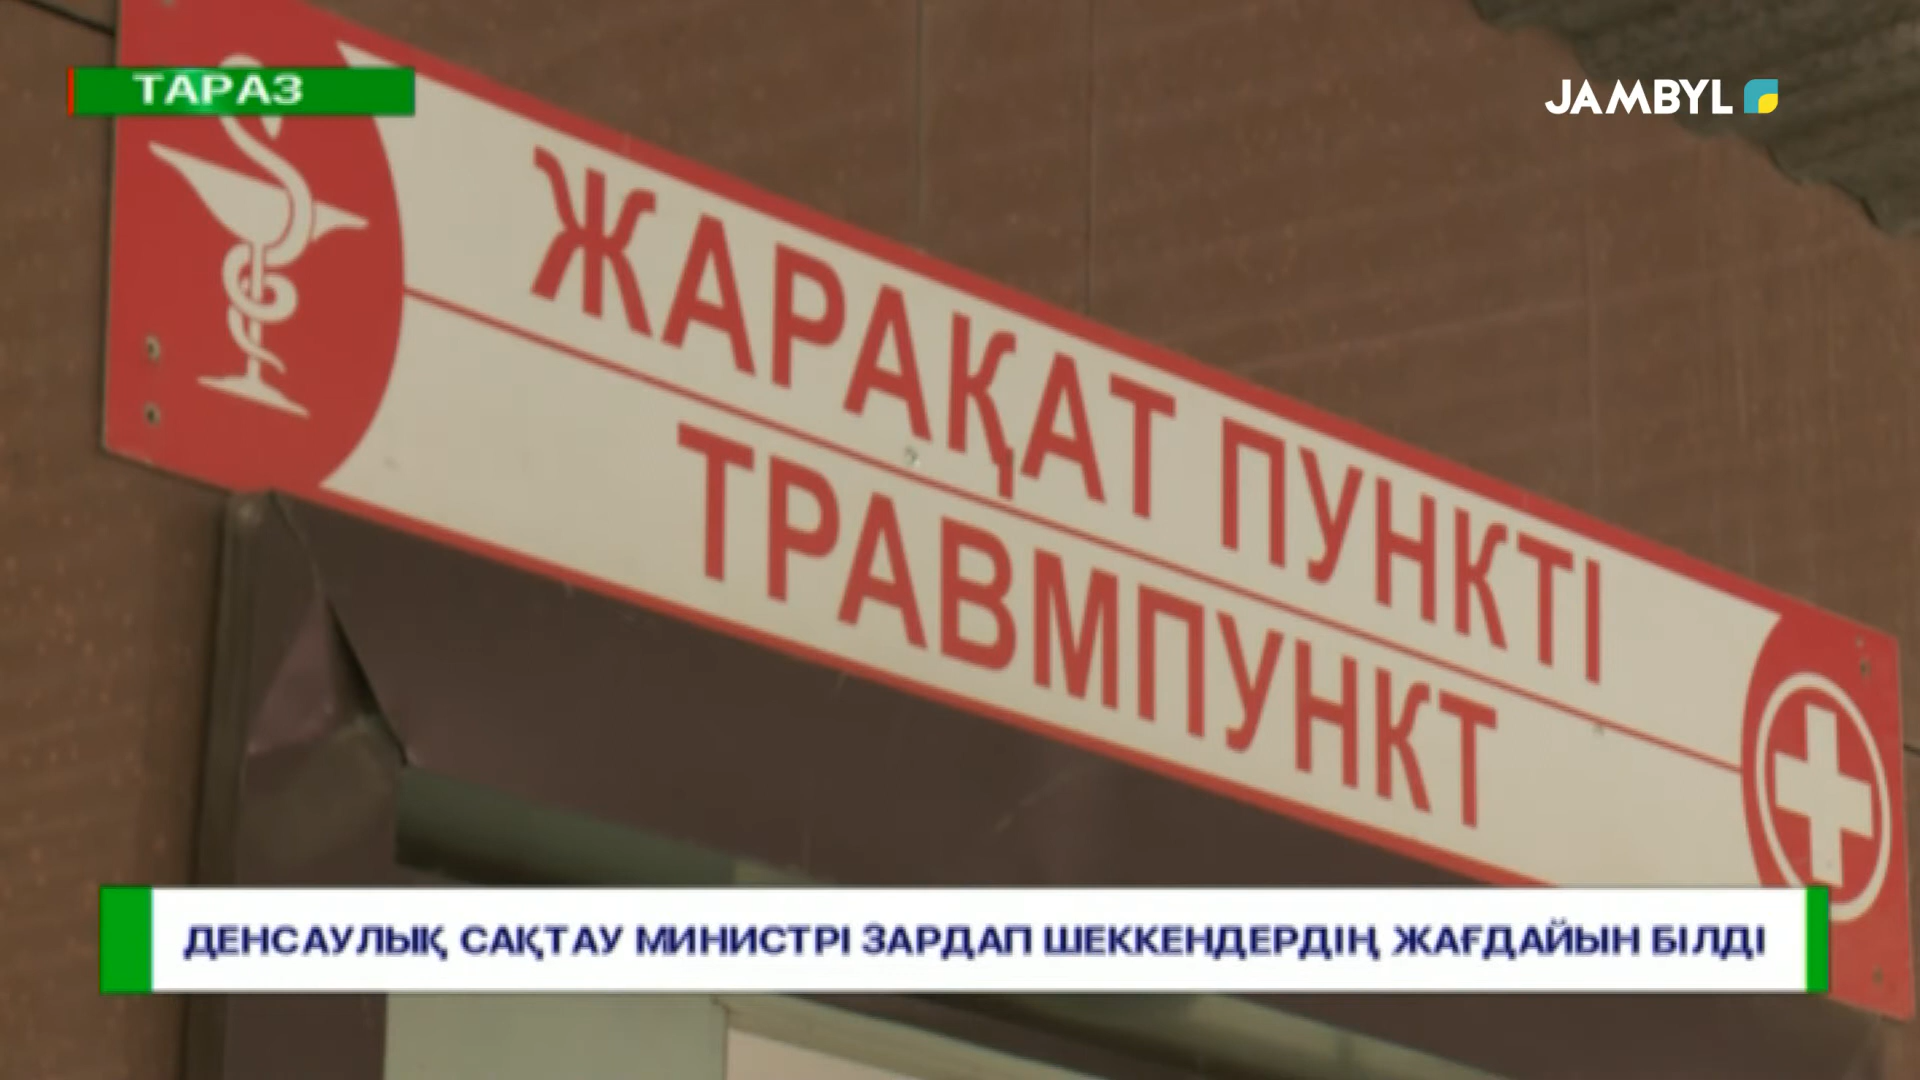 ТАРАЗ
JAMBYL
ЖАРАҚАТ ПУНКТІ
ТРАВМПУНКТ
ДЕНСАУЛЫҚ САҚТАУ МИНИСТРІ ЗАРДАП ШЕККЕНДЕРДІҢ ЖАҒДАЙЫН БІЛДІ